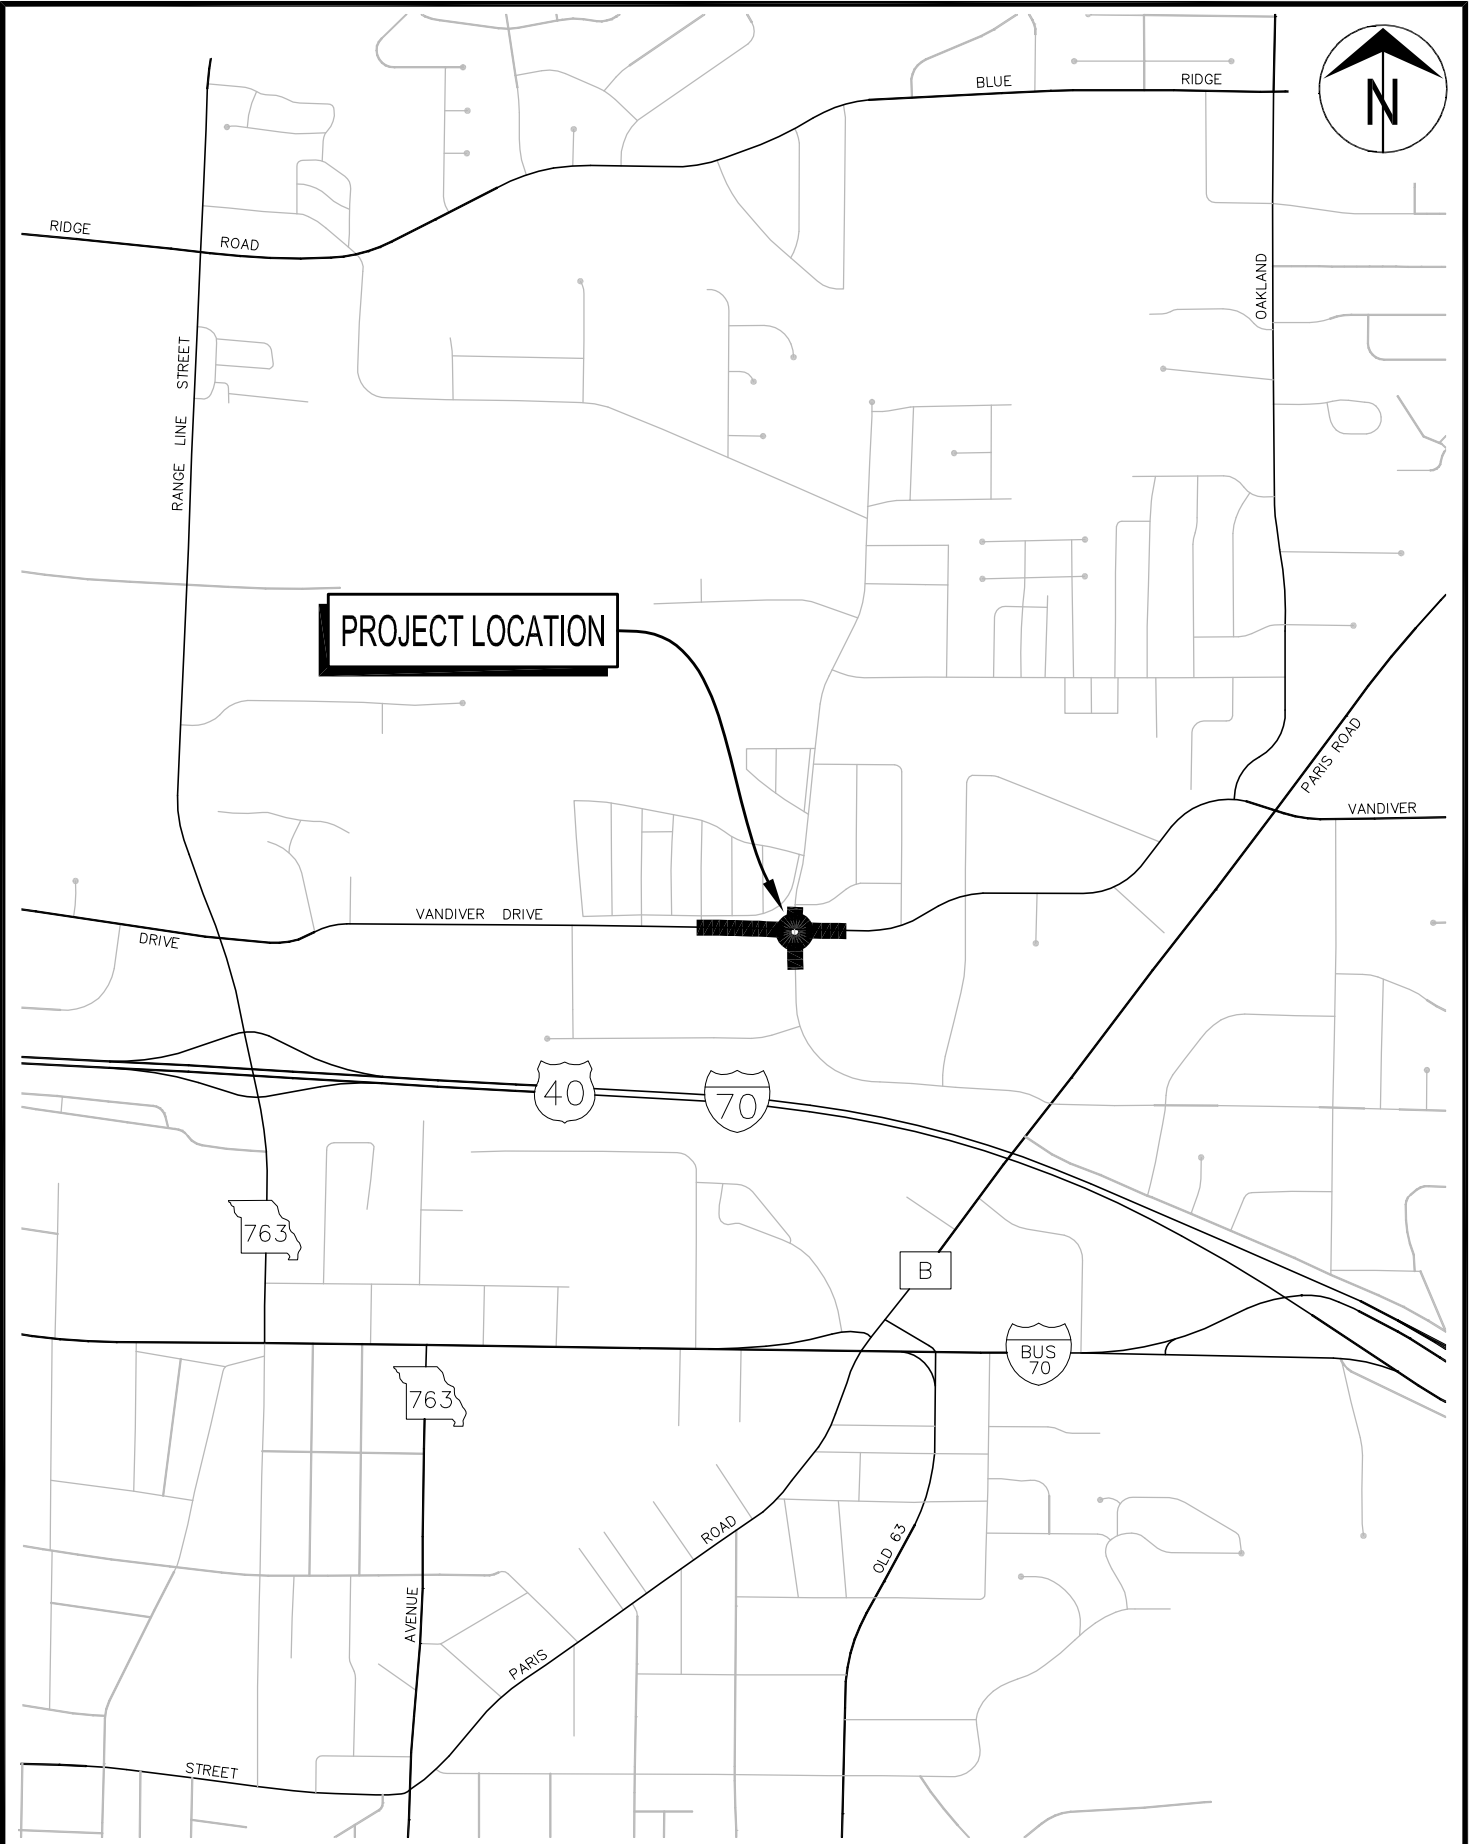 BLUE RIDGE
N
RIDGE ROAD
OAKLAND
RANGE LINE STREET
PROJECT LOCATION
PARIS ROAD
VANDIVER
VANDIVER DRIVE
DRIVE
40
70
763
B
BUS
70
763
ROAD
OLD 63
AVENUE
PARIS
STREET